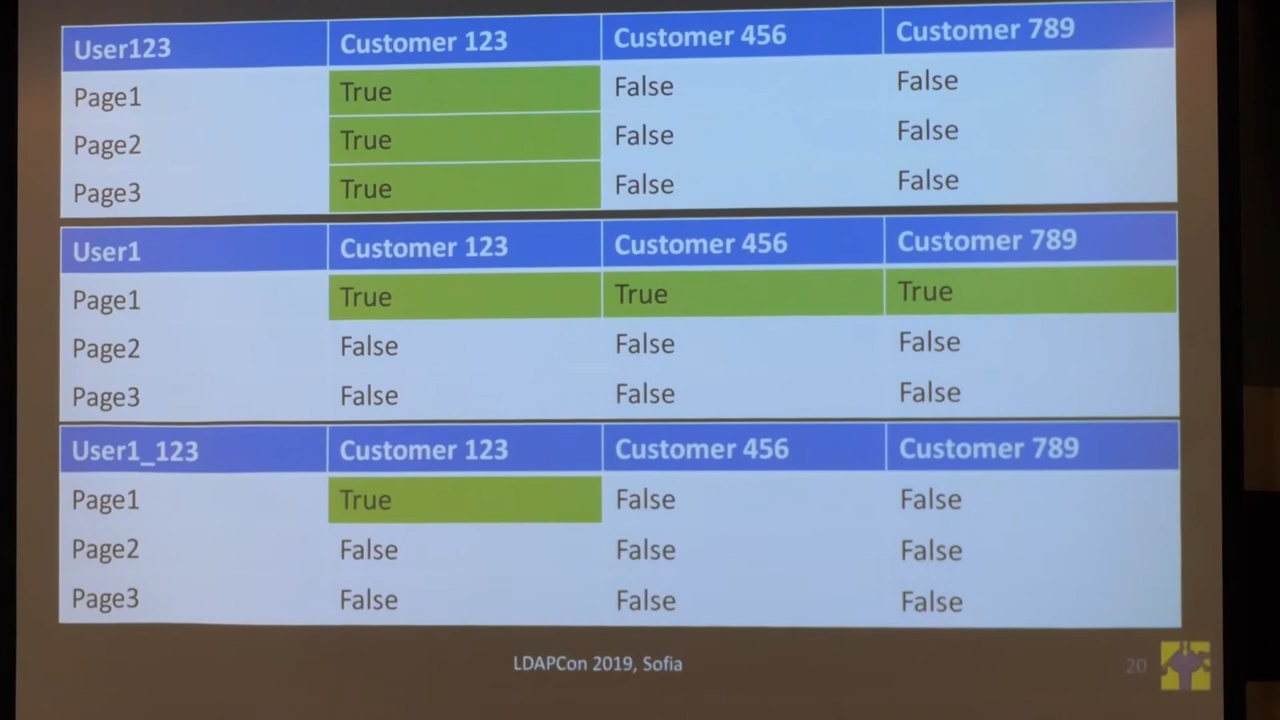 User123 Customer 123 Customer 456 Customer 789
Page1 True False False
Page2 True False False
Page3 True False False
User1 Customer 123 Customer 456 Customer 789
Page1 True True True
Page2 False False False
Page3 False False False
User1_123 Customer 123 Customer 456 Customer 789
Page1 True False False
Page2 False False False
Page3 False False False
LDAPCon 2019, Sofia 20